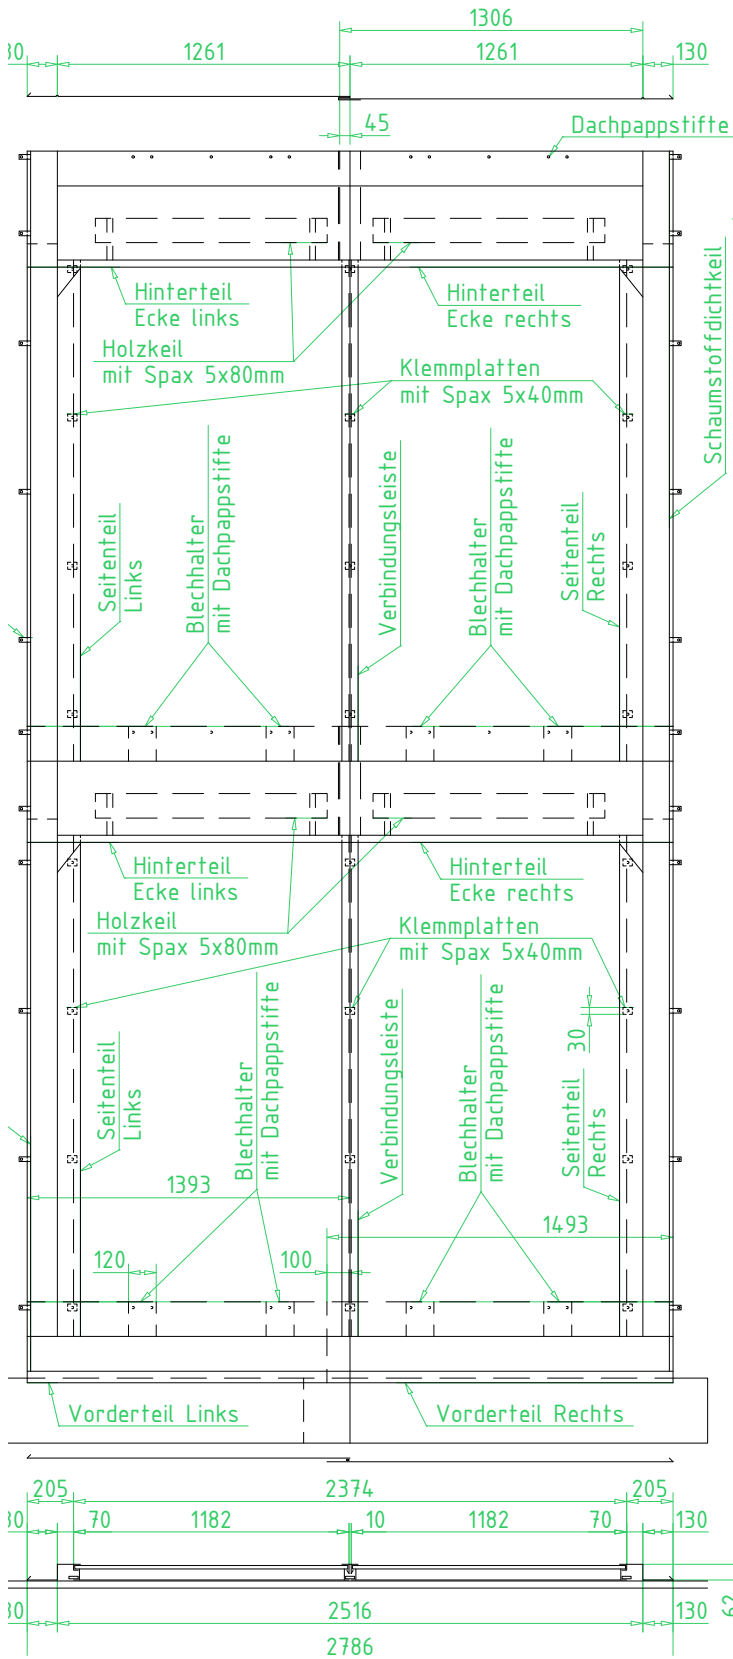 1306
1261
1261
130
45
Dachpappstifte
Hinterteil
Ecke links
Hinterteil
Ecke rechts
Holzkeil
mit Spax 5x80mm
Klemmplatten
mit Spax 5x40mm
Schaumstoffdichtkeil
Seitenteil
Links
Blechhalter
mit Dachpappstifte
Verbindungsleiste
Blechhalter
mit Dachpappstifte
Seitenteil
Rechts
Hinterteil
Ecke links
Hinterteil
Ecke rechts
Holzkeil
mit Spax 5x80mm
Klemmplatten
mit Spax 5x40mm
30
Seitenteil
Links
Blechhalter
mit Dachpappstifte
Verbindungsleiste
Blechhalter
mit Dachpappstifte
Seitenteil
Rechts
1393
1493
120
100
Vorderteil Links
Vorderteil Rechts
205
2374
205
70
1182
10
1182
70
130
2516
130
2786